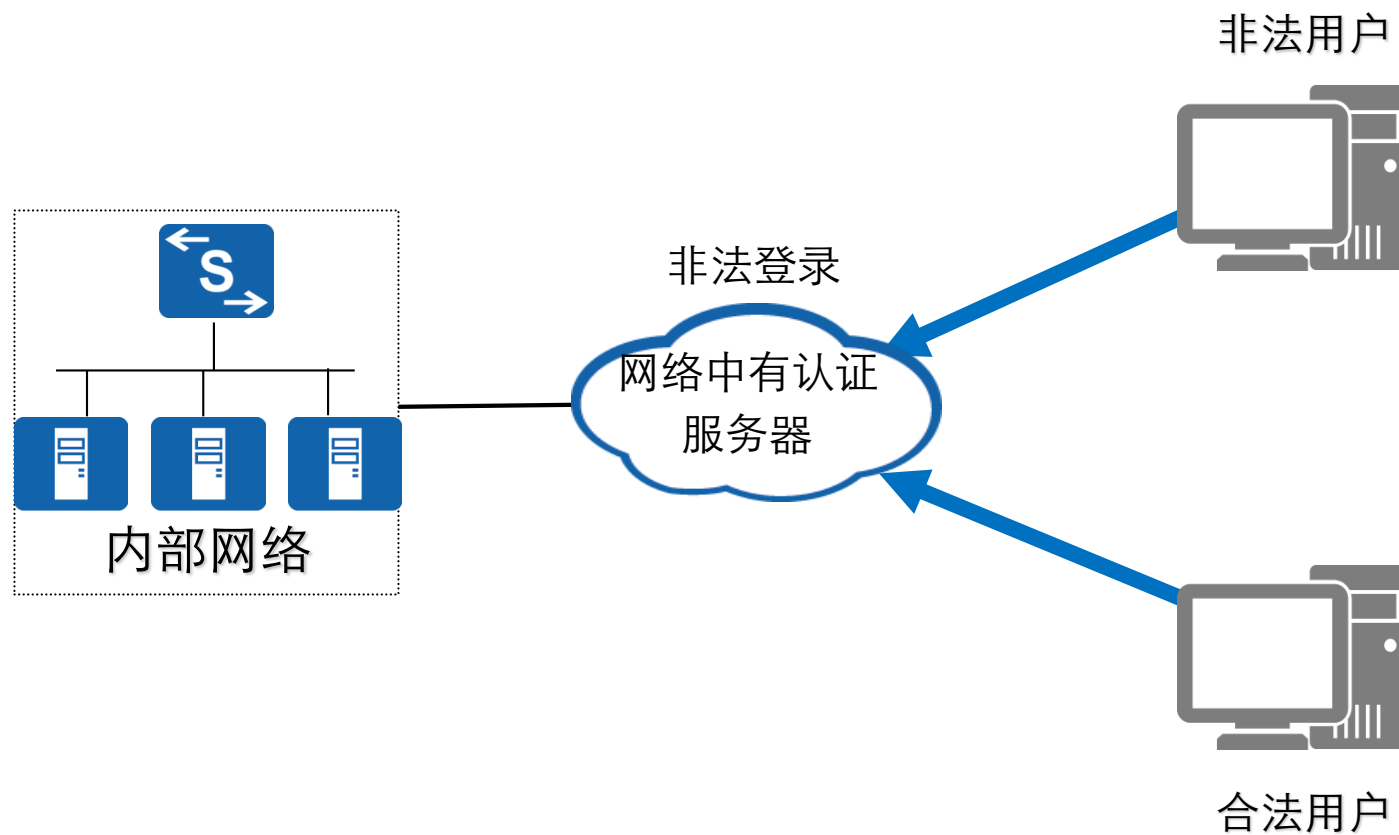 非法用户
S
非法登录
网络中有认证
服务器
内部网络
合法用户